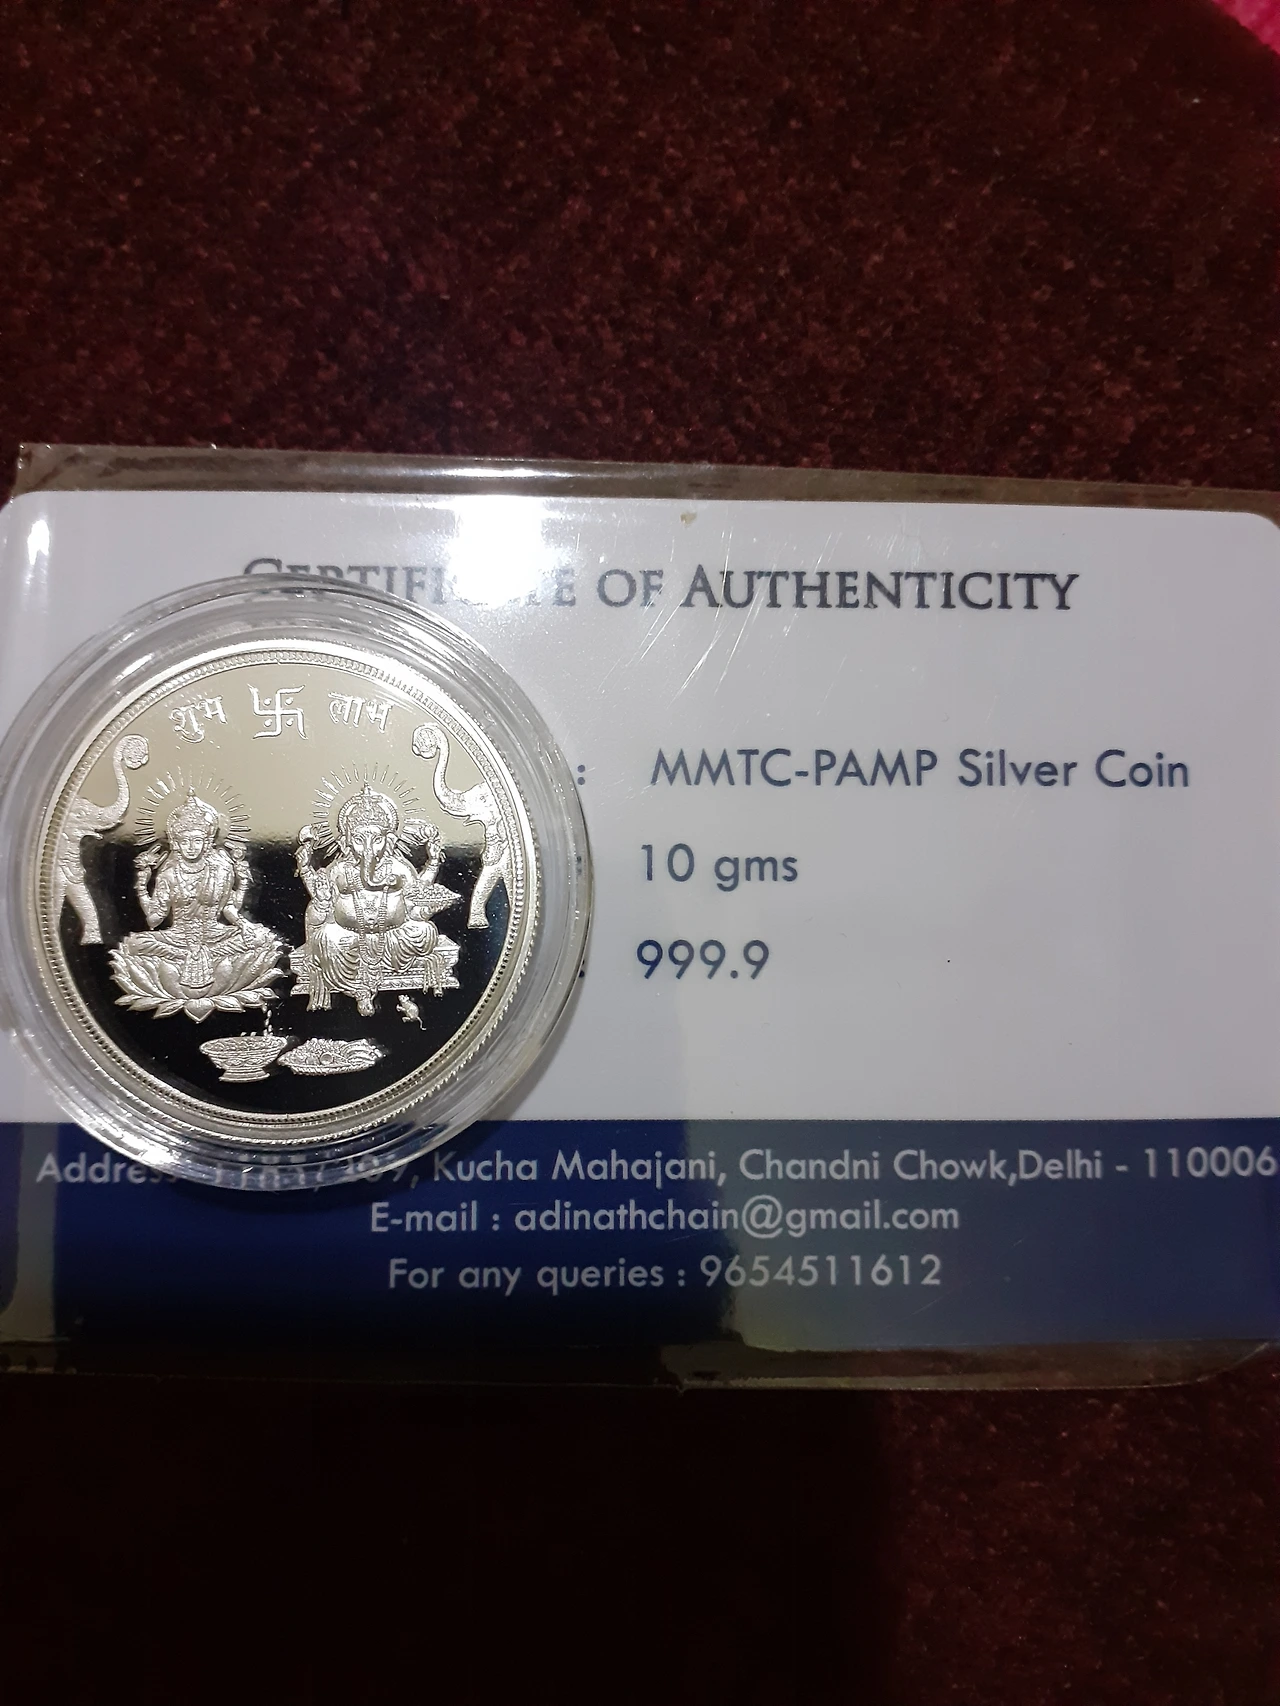 CERTIFICATE OF AUTHENTICITY
शुभ लाभ
: MMTC-PAMP Silver Coin
10 gms
: 999.9
Kucha Mahajani, Chandni Chowk,Delhi - 110006
E-mail : adinathchain@gmail.com
For any queries : 9654511612